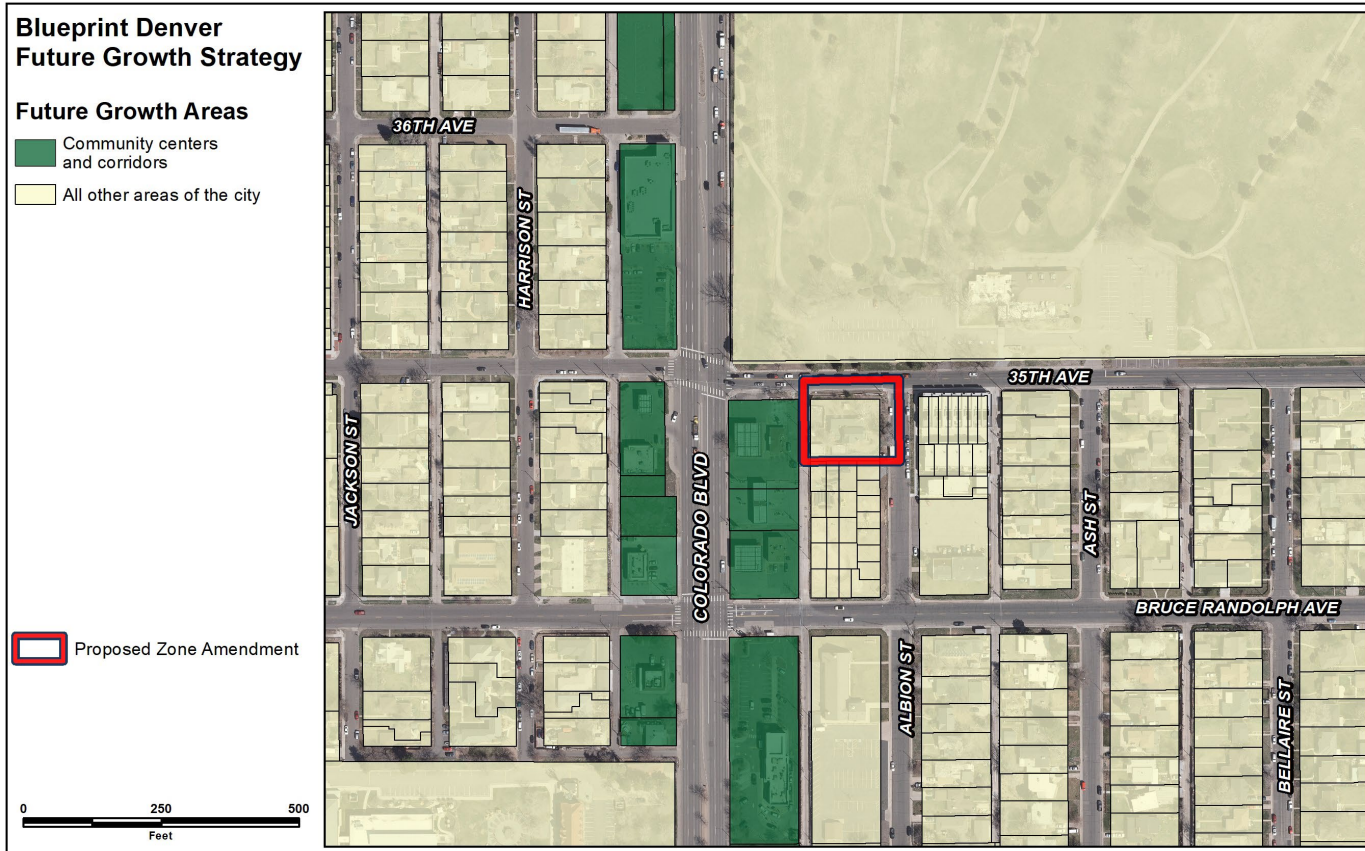 Blueprint Denver
Future Growth Strategy
Future Growth Areas
Community centers
and corridors
All other areas of the city
Proposed Zone Amendment
0 250 500
Feet
36TH AVE
HARRISON ST
35TH AVE
JACKSON ST
COLORADO BLVD
ASH ST
BRUCE RANDOLPH AVE
ALBION ST
BELLAIRE ST